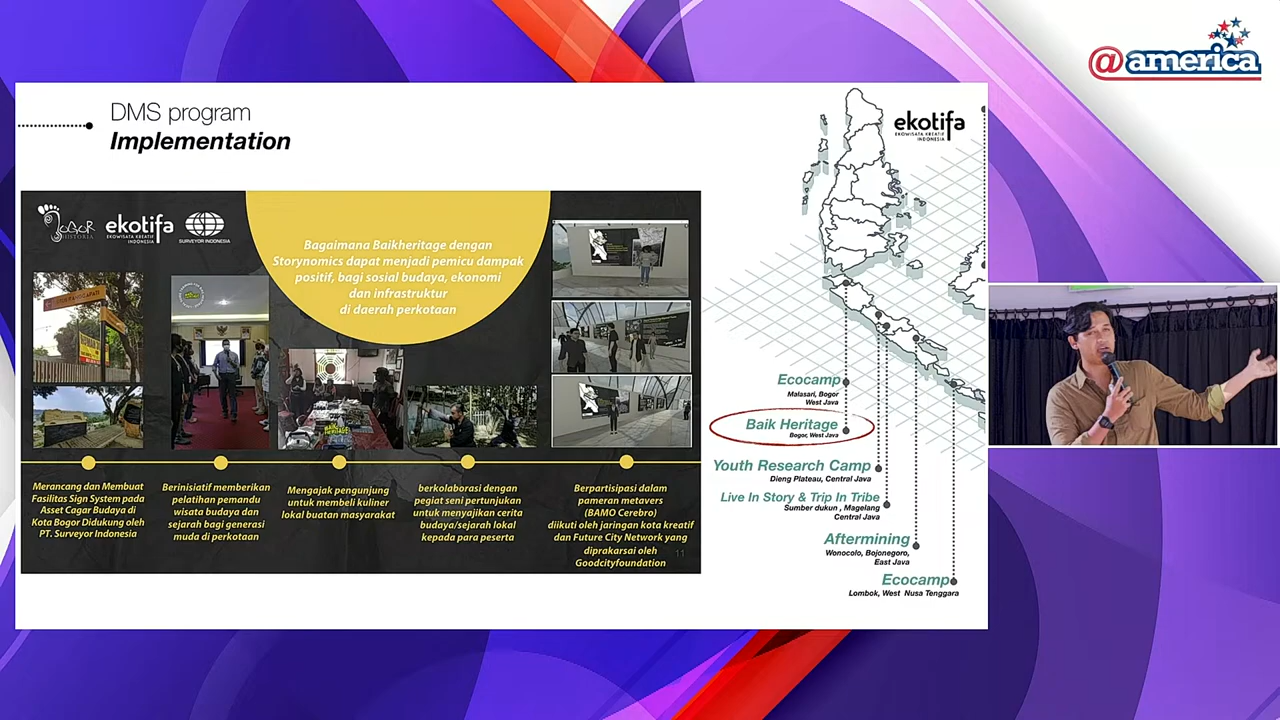 @america
DMS program
Implementation
ekotifa
EKOWISATA KREATIF
INDONESIA
BOGOR
HISTORIA
ekotifa
EKOWISATA KREATIF
INDONESIA
SURVEYOR INDONESIA
Bagaimana Baikheritage dengan
Storynomics dapat menjadi pemicu dampak
positif, bagi sosial budaya, ekonomi
dan infrastruktur
di daerah perkotaan
Merancang dan Membuat
Fasilitas Sign System pada
Asset Cagar Budaya di
Kota Bogor Didukung oleh
PT. Surveyor Indonesia
Berinisiatif memberikan
pelatihan pemandu
wisata budaya dan
sejarah bagi generasi
muda di perkotaan
Mengajak pengunjung
untuk membeli kuliner
lokal buatan masyarakat
berkolaborasi dengan
pegiat seni pertunjukan
untuk menyajikan cerita
budaya/sejarah lokal
kepada para peserta
Berpartisipasi dalam
pameran metavers
(BAMO Cerebro)
diikuti oleh jaringan kota kreatif
dan Future City Network yang
diprakarsai oleh
Goodcityfoundation
11
Ecocamp
Malasari, Bogor
West Java
Baik Heritage
Bogor, West Java
Youth Research Camp
Dieng Plateau, Central Java
Live In Story & Trip In Tribe
Sumber dukun , Magelang
Central Java
Aftermining
Wonocolo, Bojonegoro,
East Java
Ecocamp
Lombok, West Nusa Tenggara